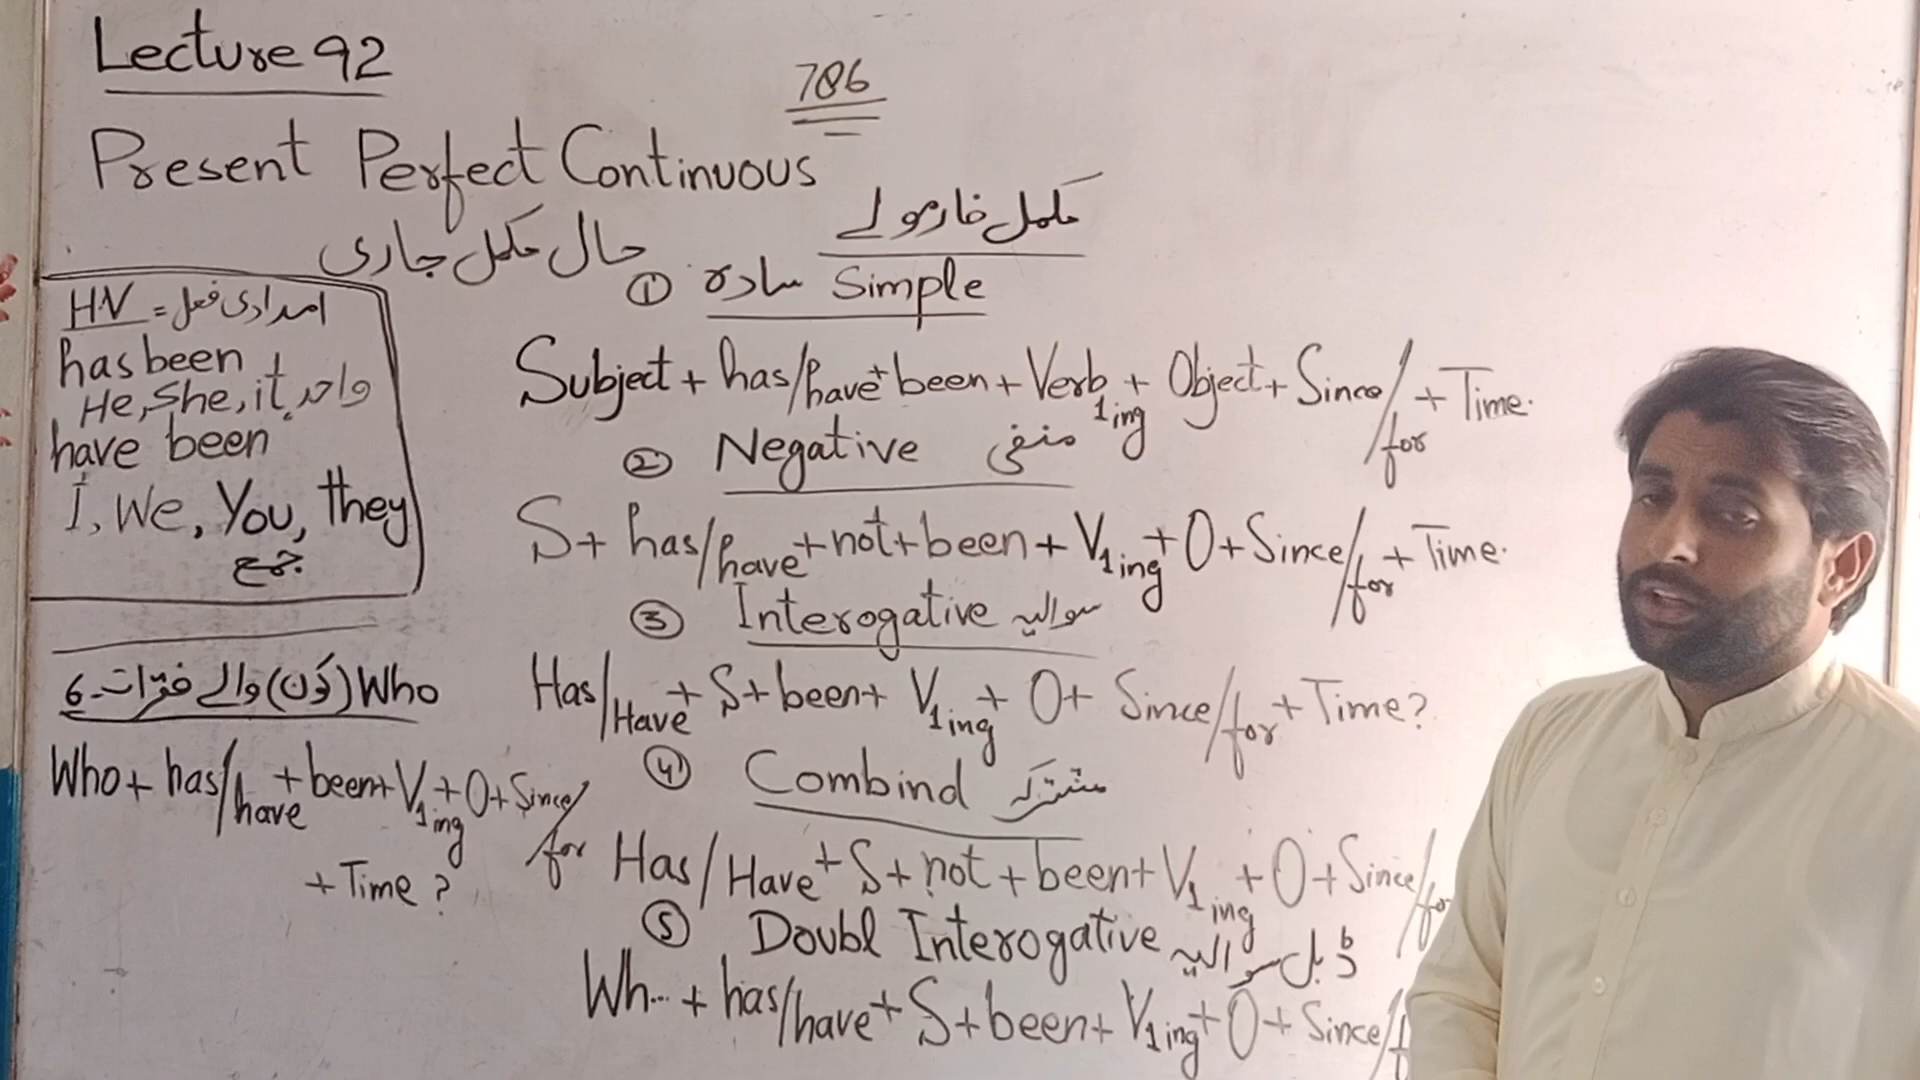 Lecture 92
786
Present Perfect Continuous
حال مکمل جاری
مکمل فارمولے
① سادہ Simple
Subject + has/have + been + Verb1ing + Object + Since/for + Time.
② Negative منفی
S + has/have + not + been + V1ing + O + Since/for + Time.
③ Interogative سوالیہ
Has/Have + S + been + V1ing + O + Since/for + Time?
④ Combind مشترکہ
Has/Have + S + not + been + V1ing + O + Since/for
⑤ Doubl Interogative ڈبل سوالیہ
Wh... + has/have + S + been + V1ing + O + Since/f
H.V = امدادی فعل
has been
He, She, it, واحد
have been
I, We, You, they
جمع
6- Who (کون) والے فقرات
Who + has/have + been + V1ing + O + Since/for
+ Time?